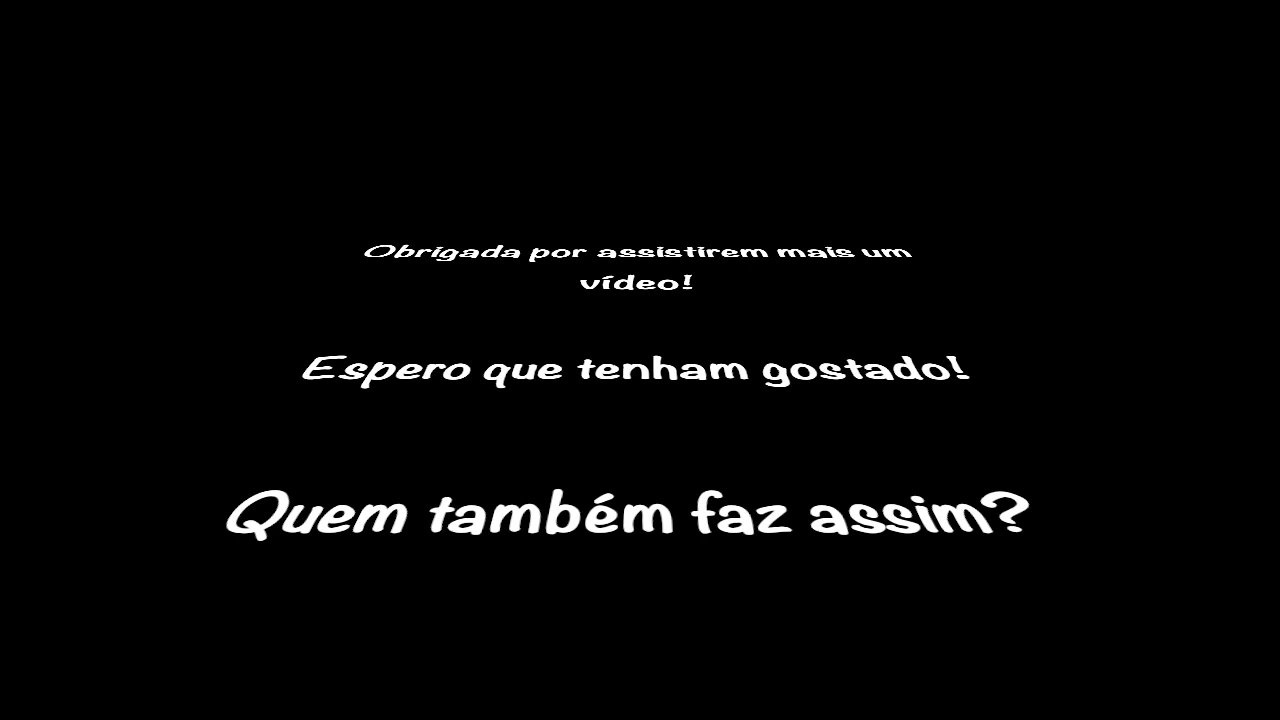 Obrigada por assistirem mais um
vídeo!
Espero que tenham gostado!
Quem também faz assim?